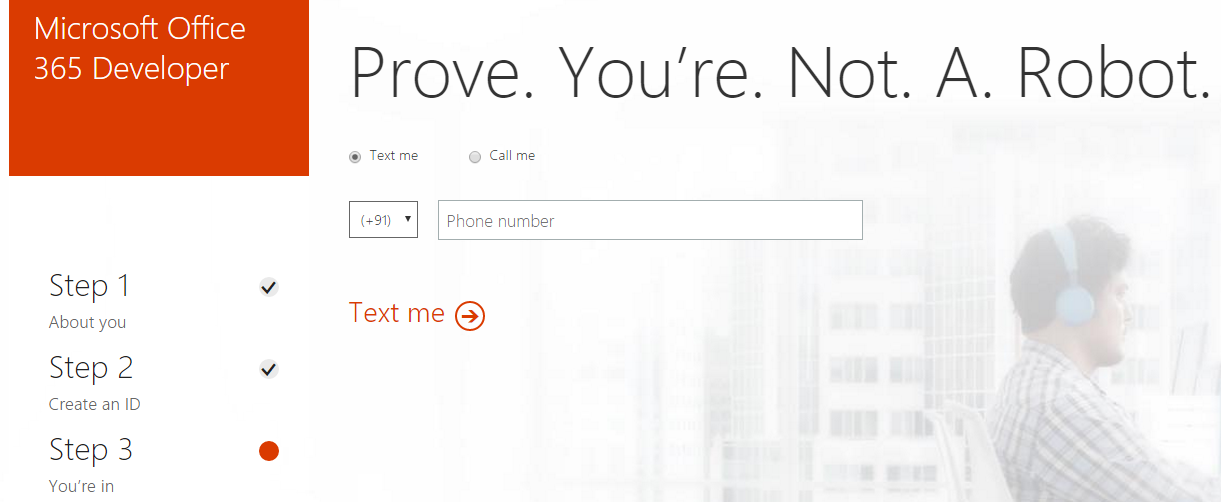 Microsoft Office
365 Developer
Prove. You’re. Not. A. Robot.
Text me
Call me
(+91)
Phone number
Text me
Step 1
About you
Step 2
Create an ID
Step 3
You’re in